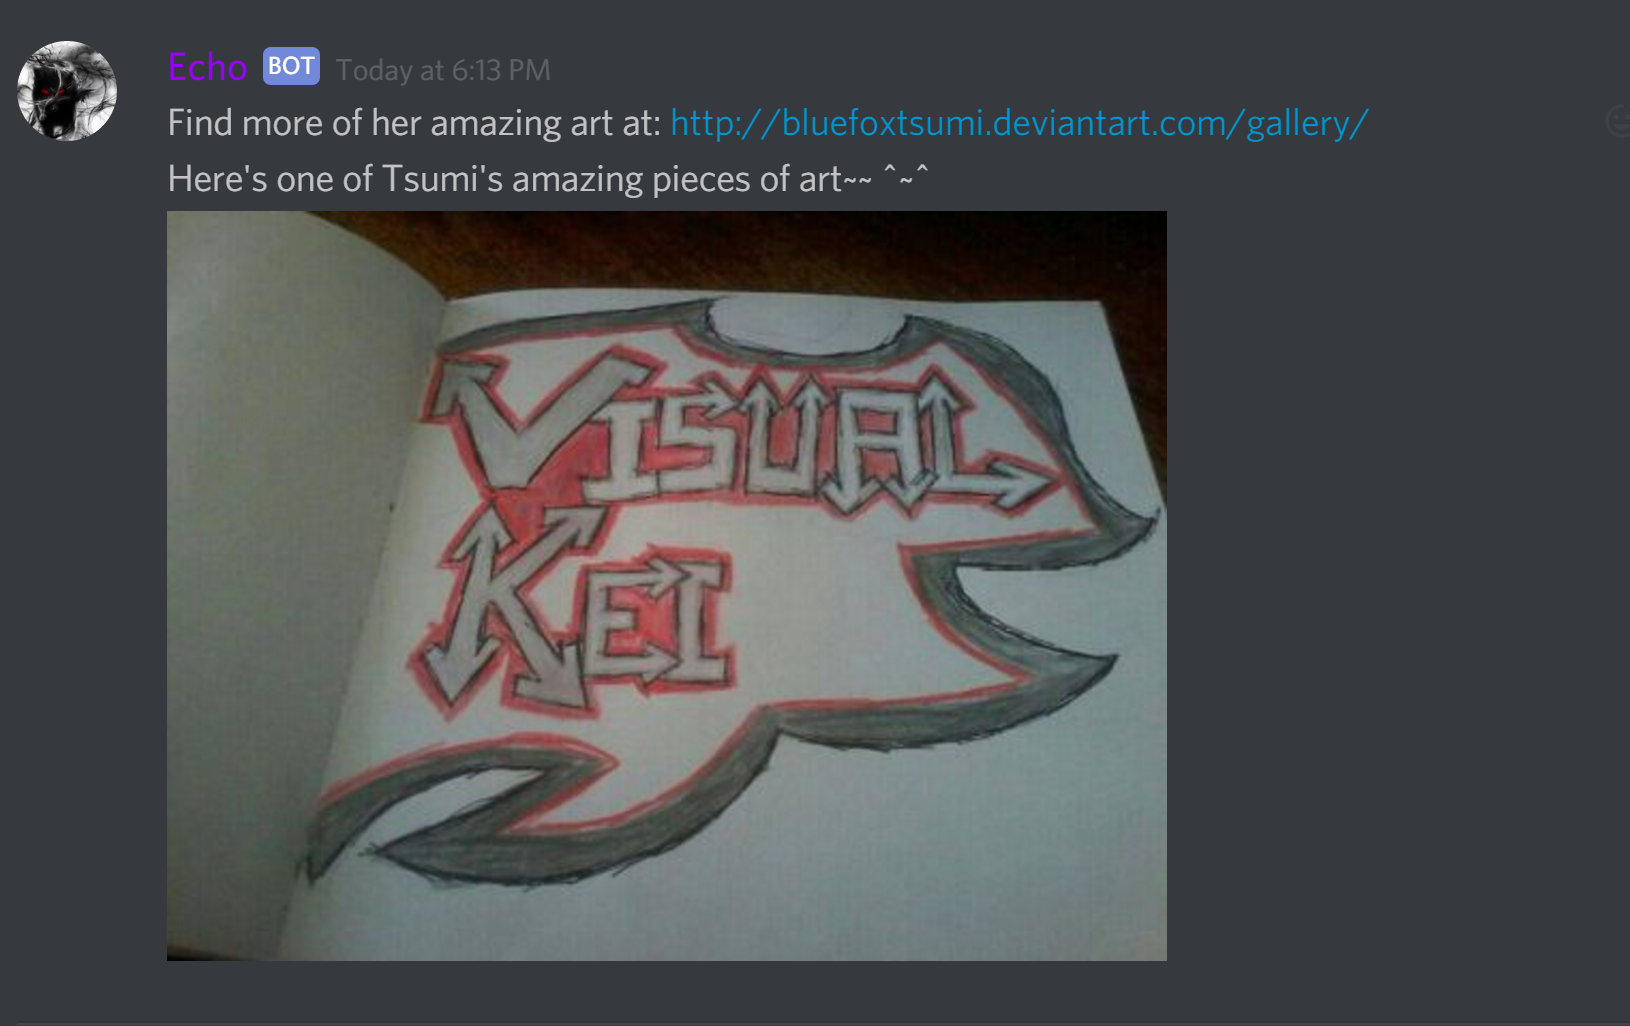 Echo BOT Today at 6:13 PM
Find more of her amazing art at: http://bluefoxtsumi.deviantart.com/gallery/
Here's one of Tsumi's amazing pieces of art~~ ^~^
VISUAL
KEI